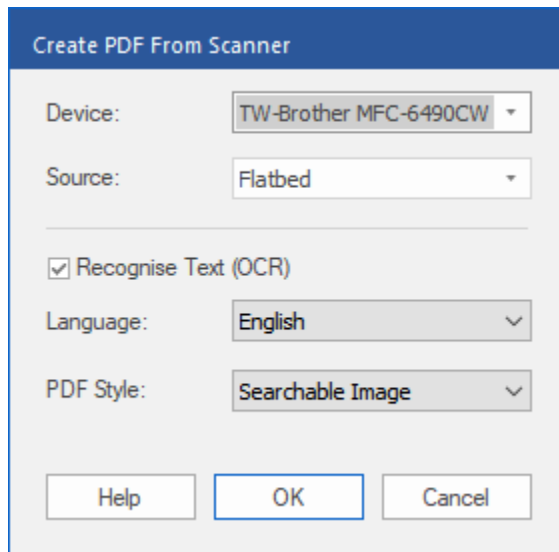 Create PDF From Scanner
Device: TW-Brother MFC-6490CW
Source: Flatbed
Recognise Text (OCR)
Language: English
PDF Style: Searchable Image
Help OK Cancel